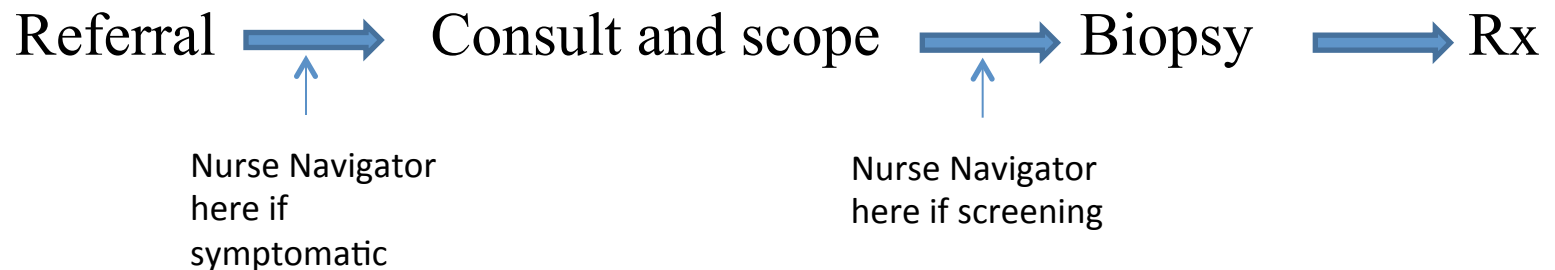 Referral Consult and scope Biopsy Rx
Nurse Navigator
here if
symptomatic
Nurse Navigator
here if screening